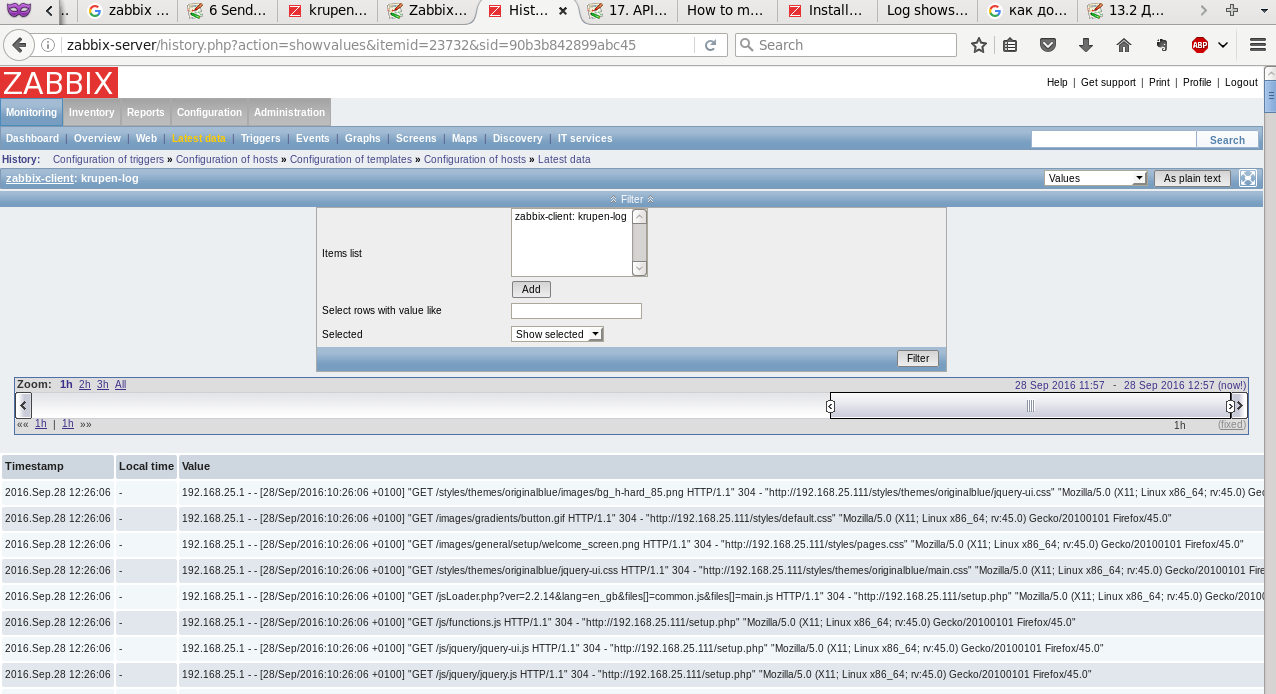 .. zabbix ... 6 Send... krupen... Zabbix... Hist... 17. API... How to m... Install... Log shows... как до... 13.2 Д...
zabbix-server/history.php?action=showvalues&itemid=23732&sid=90b3b842899abc45 Search ABP
ZABBIX
Help | Get support | Print | Profile | Logout
Monitoring Inventory Reports Configuration Administration
Dashboard | Overview | Web | Latest data | Triggers | Events | Graphs | Screens | Maps | Discovery | IT services Search
History: Configuration of triggers » Configuration of hosts » Configuration of templates » Configuration of hosts » Latest data
zabbix-client: krupen-log Values As plain text
Filter
Items list zabbix-client: krupen-log
Add
Select rows with value like
Selected Show selected
Filter
Zoom: 1h 2h 3h All 28 Sep 2016 11:57 - 28 Sep 2016 12:57 (now!)
«« 1h | 1h »» 1h (fixed)
Timestamp Local time Value
2016.Sep.28 12:26:06 - 192.168.25.1 - - [28/Sep/2016:10:26:06 +0100] "GET /styles/themes/originalblue/images/bg_h-hard_85.png HTTP/1.1" 304 - "http://192.168.25.111/styles/themes/originalblue/jquery-ui.css" "Mozilla/5.0 (X11; Linux x86_64; rv:45.0) Gec
2016.Sep.28 12:26:06 - 192.168.25.1 - - [28/Sep/2016:10:26:06 +0100] "GET /images/gradients/button.gif HTTP/1.1" 304 - "http://192.168.25.111/styles/default.css" "Mozilla/5.0 (X11; Linux x86_64; rv:45.0) Gecko/20100101 Firefox/45.0"
2016.Sep.28 12:26:06 - 192.168.25.1 - - [28/Sep/2016:10:26:06 +0100] "GET /images/general/setup/welcome_screen.png HTTP/1.1" 304 - "http://192.168.25.111/styles/pages.css" "Mozilla/5.0 (X11; Linux x86_64; rv:45.0) Gecko/20100101 Firefox/45.0"
2016.Sep.28 12:26:06 - 192.168.25.1 - - [28/Sep/2016:10:26:06 +0100] "GET /styles/themes/originalblue/jquery-ui.css HTTP/1.1" 304 - "http://192.168.25.111/styles/themes/originalblue/main.css" "Mozilla/5.0 (X11; Linux x86_64; rv:45.0) Gecko/20100101 Fire
2016.Sep.28 12:26:06 - 192.168.25.1 - - [28/Sep/2016:10:26:06 +0100] "GET /jsLoader.php?ver=2.2.14&lang=en_gb&files[]=common.js&files[]=main.js HTTP/1.1" 304 - "http://192.168.25.111/setup.php" "Mozilla/5.0 (X11; Linux x86_64; rv:45.0) Gecko/20100
2016.Sep.28 12:26:06 - 192.168.25.1 - - [28/Sep/2016:10:26:06 +0100] "GET /js/functions.js HTTP/1.1" 304 - "http://192.168.25.111/setup.php" "Mozilla/5.0 (X11; Linux x86_64; rv:45.0) Gecko/20100101 Firefox/45.0"
2016.Sep.28 12:26:06 - 192.168.25.1 - - [28/Sep/2016:10:26:06 +0100] "GET /js/jquery/jquery-ui.js HTTP/1.1" 304 - "http://192.168.25.111/setup.php" "Mozilla/5.0 (X11; Linux x86_64; rv:45.0) Gecko/20100101 Firefox/45.0"
2016.Sep.28 12:26:06 - 192.168.25.1 - - [28/Sep/2016:10:26:06 +0100] "GET /js/jquery/jquery.js HTTP/1.1" 304 - "http://192.168.25.111/setup.php" "Mozilla/5.0 (X11; Linux x86_64; rv:45.0) Gecko/20100101 Firefox/45.0"